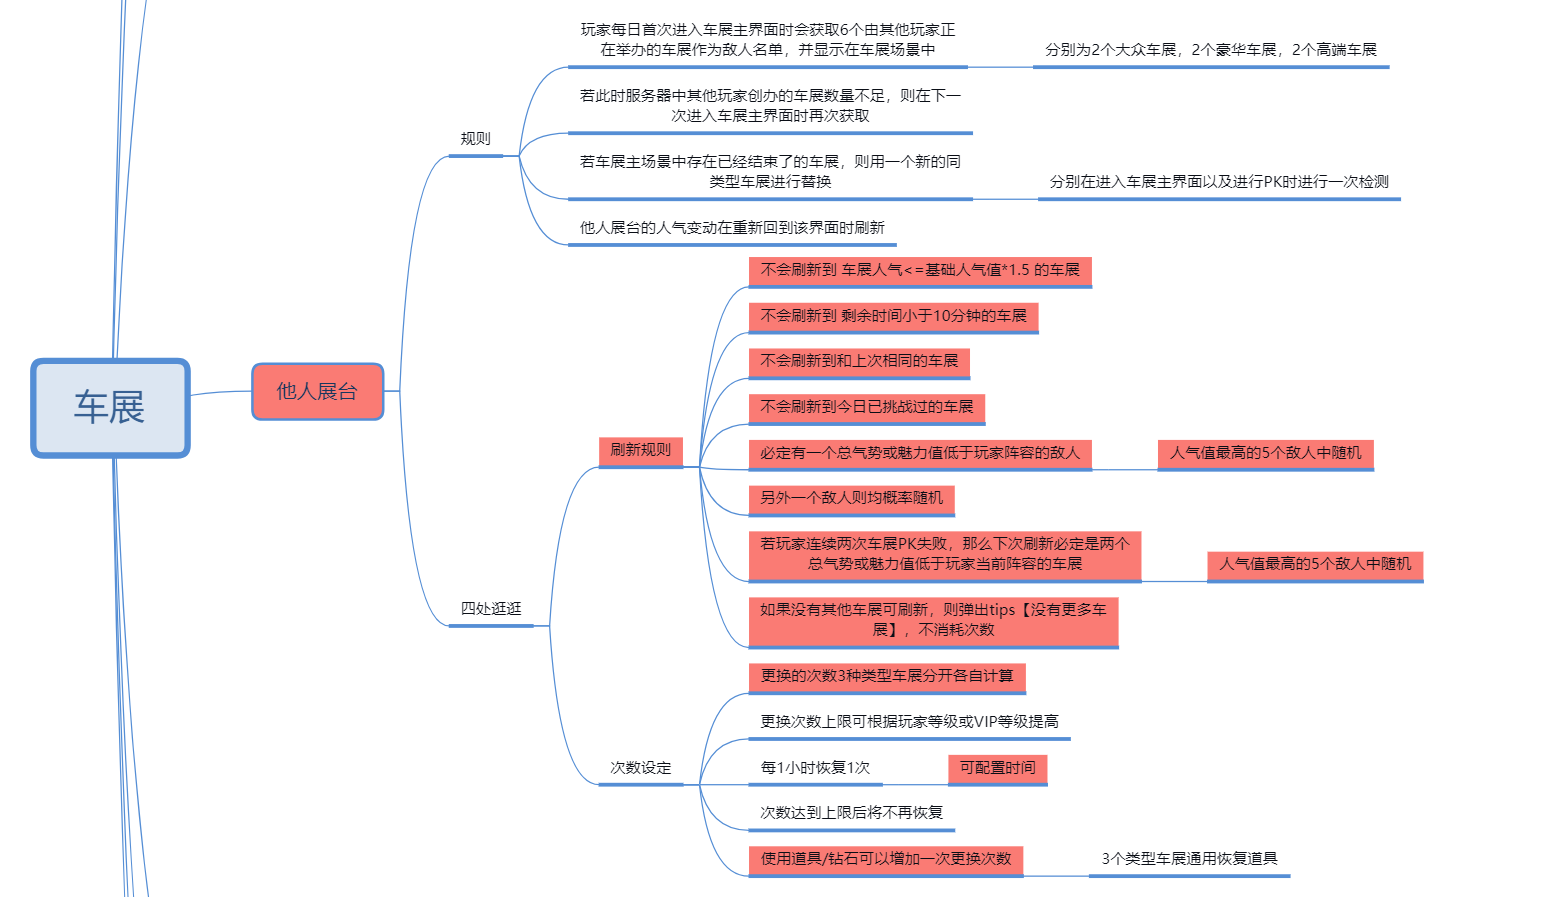 车展
他人展台
规则
玩家每日首次进入车展主界面时会获取6个由其他玩家正
在举办的车展作为敌人名单，并显示在车展场景中
分别为2个大众车展，2个豪华车展，2个高端车展
若此时服务器中其他玩家创办的车展数量不足，则在下一
次进入车展主界面时再次获取
若车展主场景中存在已经结束了的车展，则用一个新的同
类型车展进行替换
分别在进入车展主界面以及进行PK时进行一次检测
他人展台的人气变动在重新回到该界面时刷新
四处逛逛
刷新规则
不会刷新到 车展人气<=基础人气值*1.5 的车展
不会刷新到 剩余时间小于10分钟的车展
不会刷新到和上次相同的车展
不会刷新到今日已挑战过的车展
必定有一个总气势或魅力值低于玩家阵容的敌人
人气值最高的5个敌人中随机
另外一个敌人则均概率随机
若玩家连续两次车展PK失败，那么下次刷新必定是两个
总气势或魅力值低于玩家当前阵容的车展
人气值最高的5个敌人中随机
如果没有其他车展可刷新，则弹出tips【没有更多车
展】，不消耗次数
次数设定
更换的次数3种类型车展分开各自计算
更换次数上限可根据玩家等级或VIP等级提高
每1小时恢复1次
可配置时间
次数达到上限后将不再恢复
使用道具/钻石可以增加一次更换次数
3个类型车展通用恢复道具